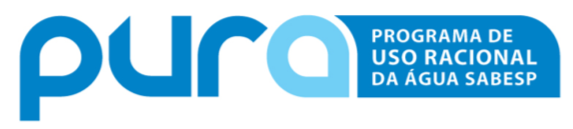 pura
PROGRAMA DE
USO RACIONAL
DA ÁGUA SABESP